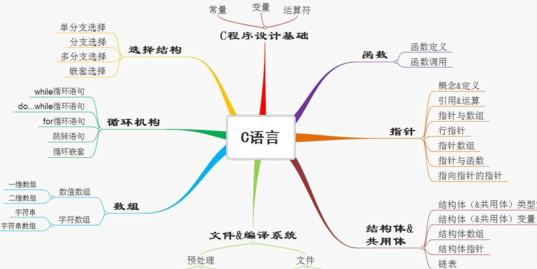 常量
变量
运算符
C程序设计基础
单分支选择
分支选择
多分支选择
嵌套选择
选择结构
while循环语句
do...while循环语句
for循环语句
跳转语句
循环嵌套
循环机构
一维数组
二维数组
数值数组
字符串
字符串数组
字符数组
数组
C语言
函数
函数定义
函数调用
指针
概念&定义
引用&运算
指针与数组
行指针
指针数组
指针与函数
指向指针的指针
结构体&
共用体
结构体（&共用体）类型
结构体（&共用体）变量
结构体数组
结构体指针
链表
文件&编译系统
预处理
文件